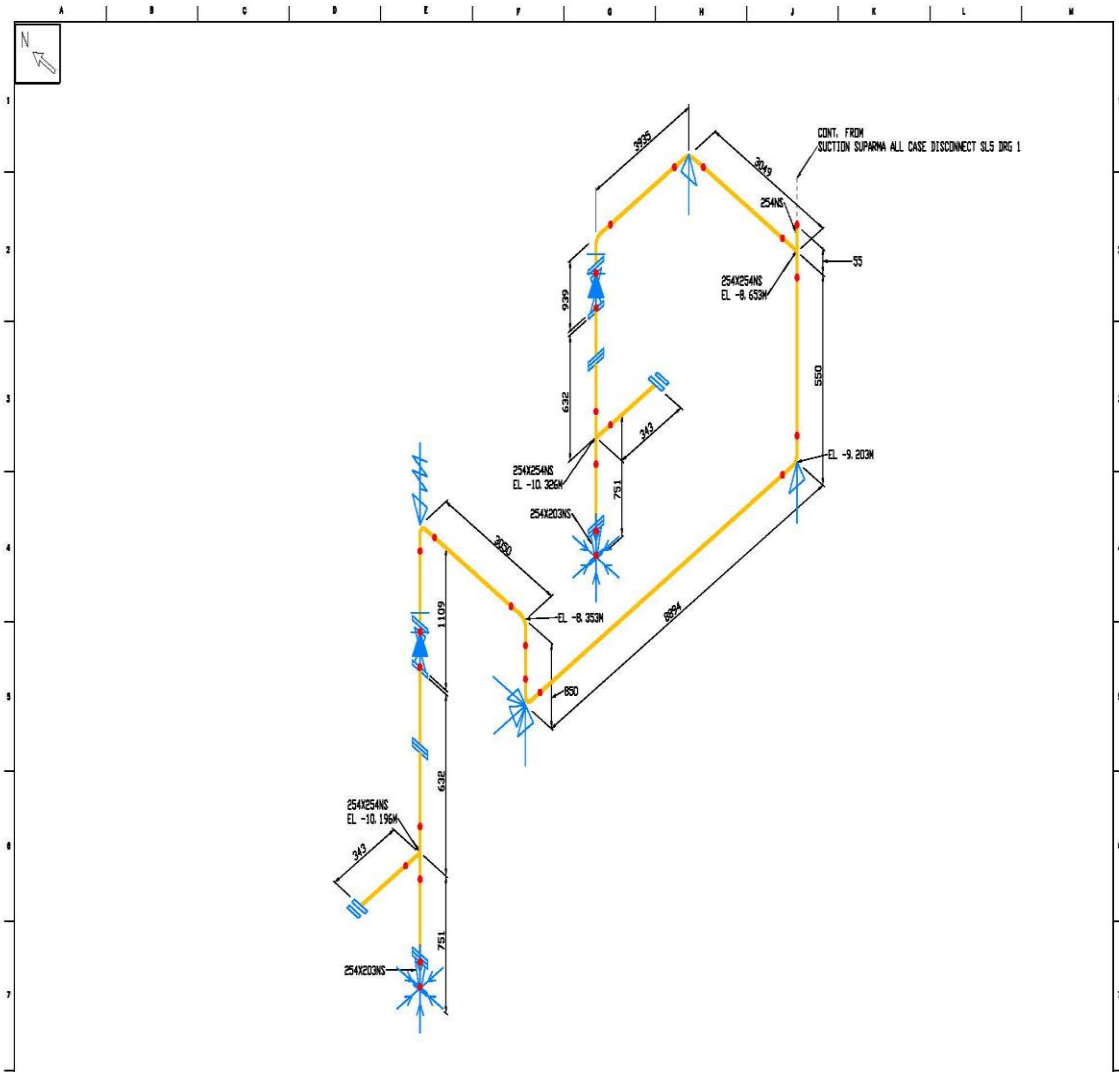 A B C D E F G H J K L M
N
1
CONT. FROM
SUCTION SUPARMA ALL CASE DISCONNECT SL5 DRG 1
3935
3049
254NS
2
55
254X254NS
EL -8.653M
939
550
3
632
343
EL -9.203M
254X254NS
EL -10.326M
751
254X203NS
4
3050
1109
EL -8.353M
8894
5
850
632
254X254NS
EL -10.196M
6
343
751
254X203NS
7